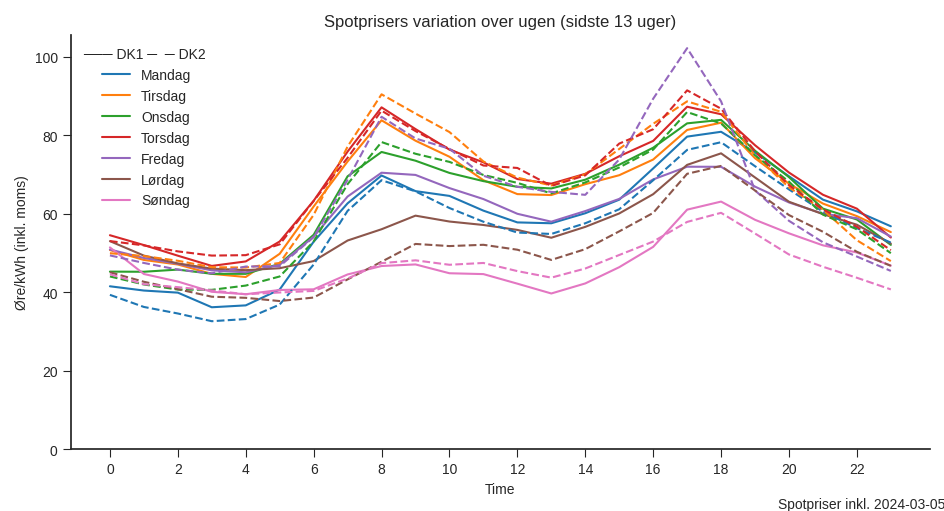 Spotprisers variation over ugen (sidste 13 uger)
DK1 DK2
Mandag
Tirsdag
Onsdag
Torsdag
Fredag
Lørdag
Søndag
100
80
60
40
20
0
Øre/kWh (inkl. moms)
0 2 4 6 8 10 12 14 16 18 20 22
Time
Spotpriser inkl. 2024-03-05